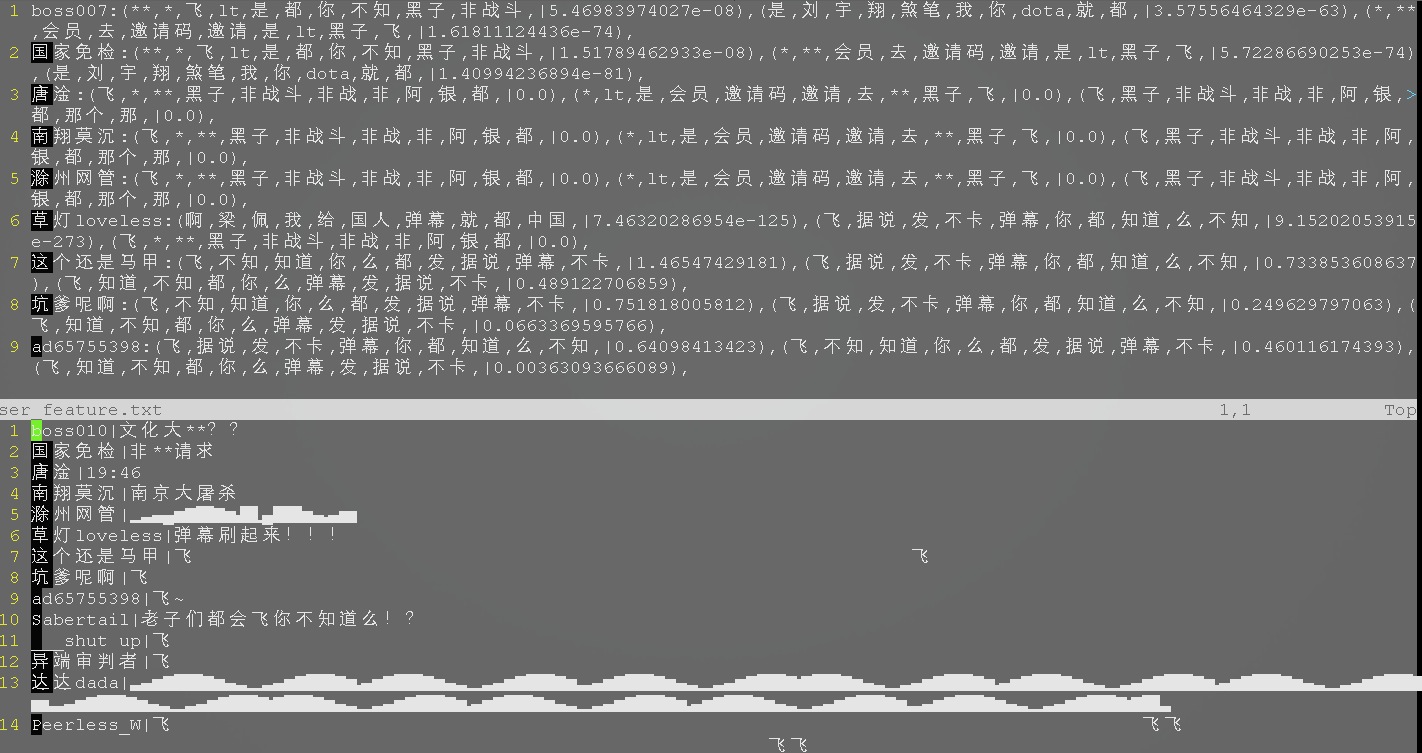 1 boss007:(**,*,飞,lt,是,都,你,不知,黑子,非战斗,|5.46983974027e-08),(是,刘,宇,翔,煞笔,我,你,dota,就,都,|3.57556464329e-63),(*,**
,会员,去,邀请码,邀请,是,lt,黑子,飞,|1.61811124436e-74),
2 国家免检:(**,*,飞,lt,是,都,你,不知,黑子,非战斗,|1.51789462933e-08),(*,**,会员,去,邀请码,邀请,是,lt,黑子,飞,|5.72286690253e-74)
,(是,刘,宇,翔,煞笔,我,你,dota,就,都,|1.40994236894e-81),
3 唐淦:(飞,*,**,黑子,非战斗,非战,非,阿,银,都,|0.0),(*,lt,是,会员,邀请码,邀请,去,**,黑子,飞,|0.0),(飞,黑子,非战斗,非战,非,阿,银,>
都,那个,那,|0.0),
4 南翔莫沉:(飞,*,**,黑子,非战斗,非战,非,阿,银,都,|0.0),(*,lt,是,会员,邀请码,邀请,去,**,黑子,飞,|0.0),(飞,黑子,非战斗,非战,非,阿,
银,都,那个,那,|0.0),
5 滁州网管:(飞,*,**,黑子,非战斗,非战,非,阿,银,都,|0.0),(*,lt,是,会员,邀请码,邀请,去,**,黑子,飞,|0.0),(飞,黑子,非战斗,非战,非,阿,
银,都,那个,那,|0.0),
6 草灯loveless:(啊,梁,佩,我,给,国人,弹幕,就,都,中国,|7.46320286954e-125),(飞,据说,发,不卡,弹幕,你,都,知道,么,不知,|9.15202053915
e-273),(飞,*,**,黑子,非战斗,非战,非,阿,银,都,|0.0),
7 这个还是马甲:(飞,不知,知道,你,么,都,发,据说,弹幕,不卡,|1.46547429181),(飞,据说,发,不卡,弹幕,你,都,知道,么,不知,|0.733853608637
),(飞,知道,不知,都,你,么,弹幕,发,据说,不卡,|0.489122706859),
8 坑爹呢啊:(飞,不知,知道,你,么,都,发,据说,弹幕,不卡,|0.751818005812),(飞,据说,发,不卡,弹幕,你,都,知道,么,不知,|0.249629797063),(
飞,知道,不知,都,你,么,弹幕,发,据说,不卡,|0.0663369595766),
9 ad65755398:(飞,据说,发,不卡,弹幕,你,都,知道,么,不知,|0.64098413423),(飞,不知,知道,你,么,都,发,据说,弹幕,不卡,|0.460116174393),
(飞,知道,不知,都,你,么,弹幕,发,据说,不卡,|0.00363093666089),
ser_feature.txt 1,1 Top
1 boss010|文化大**？？
2 国家免检|非**请求
3 唐淦|19:46
4 南翔莫沉|南京大屠杀
5 滁州网管|▁▂▃▄▅▆▇█▇▆▅▄▃▂▁
6 草灯loveless|弹幕刷起来！！！
7 这个还是马甲|飞 飞
8 坑爹呢啊|飞
9 ad65755398|飞~
10 Sabertail|老子们都会飞你不知道么！？
11 __shut up|飞
12 异端审判者|飞
13 达达dada|
14 Peerless_W|飞 飞飞
飞飞